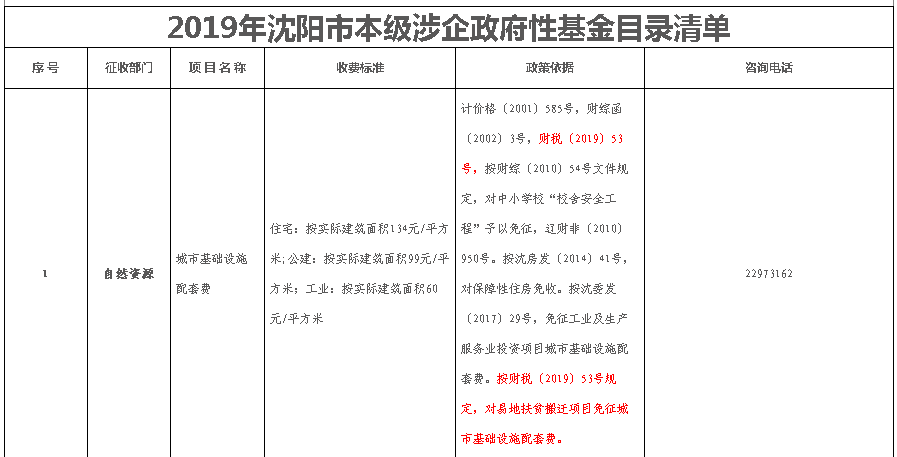 2019年沈阳市本级涉企政府性基金目录清单
序号 征收部门 项目名称 收费标准 政策依据 咨询电话
1
自然资源
城市基础设施
配套费
住宅：按实际建筑面积134元/平方
米;公建：按实际建筑面积99元/平
方米；工业：按实际建筑面积60
元/平方米
计价格（2001）585号，财综函
（2002）3号，财税（2019）53
号，按财综（2010）54号文件规
定，对中小学校“校舍安全工
程”予以免征，辽财非（2010）
950号。按沈房发（2014）41号，
对保障性住房免收。按沈委发
（2017）29号，免征工业及生产
服务业投资项目城市基础设施配
套费。按财税（2019）53号规
定，对易地扶贫搬迁项目免征城
市基础设施配套费。
22973162